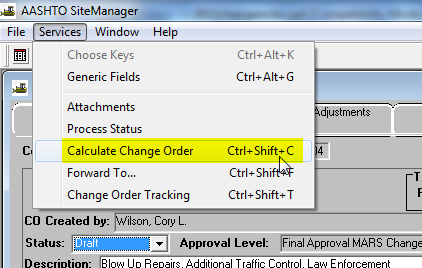 AASHTO SiteManager
File Services Window Help
Choose Keys Ctrl+Alt+K
Generic Fields Ctrl+Alt+G
Attachments
Process Status
Adjustments
Calculate Change Order Ctrl+Shift+C
04
Forward To... Ctrl+Shift+F
Change Order Tracking Ctrl+Shift+T
T
CO Created by: Wilson, Cory L.
Status: Draft Approval Level: Final Approval MARS Change
Description: Blow Up Repairs, Additional Traffic Control, Law Enforcement